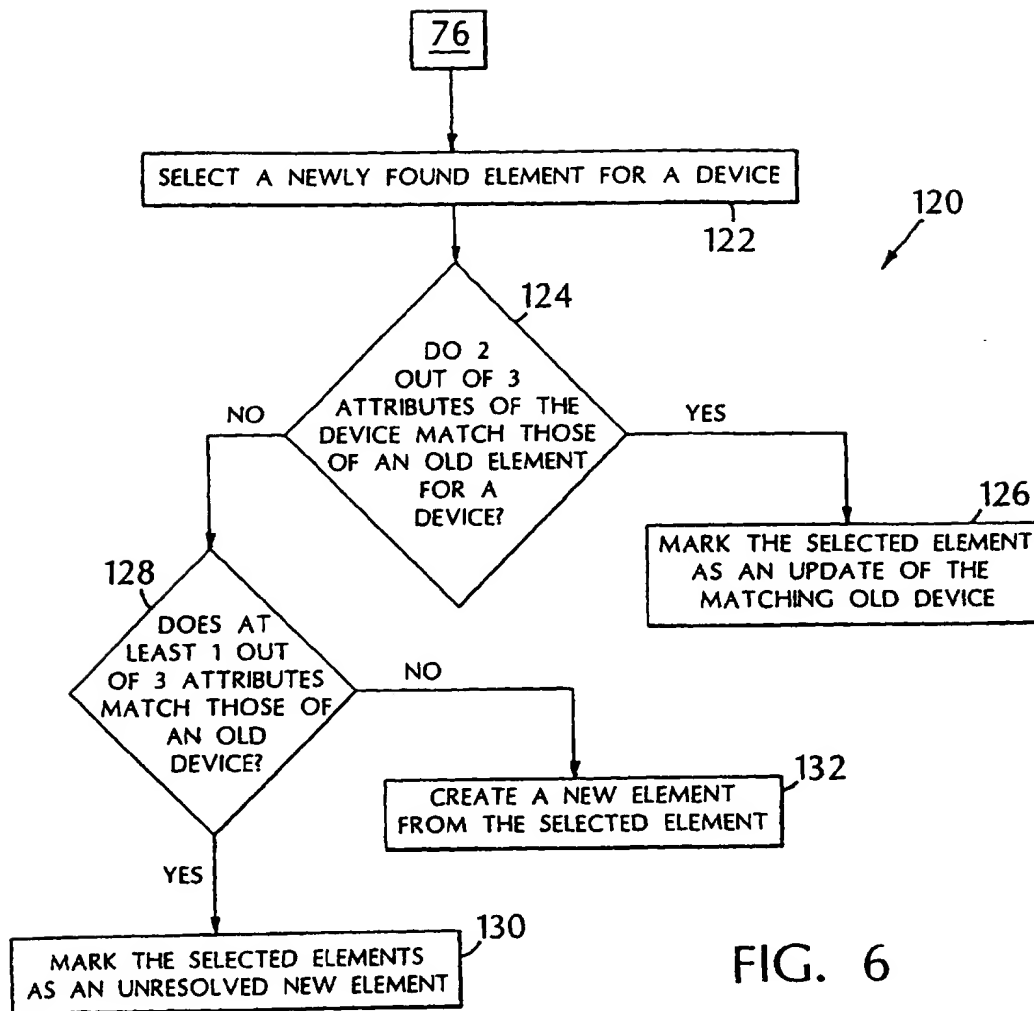 76
SELECT A NEWLY FOUND ELEMENT FOR A DEVICE
122
120
124
DO 2
OUT OF 3
ATTRIBUTES OF THE
DEVICE MATCH THOSE
OF AN OLD ELEMENT
FOR A
DEVICE?
NO
YES
126
MARK THE SELECTED ELEMENT
AS AN UPDATE OF THE
MATCHING OLD DEVICE
128
DOES AT
LEAST 1 OUT
OF 3 ATTRIBUTES
MATCH THOSE OF
AN OLD
DEVICE?
NO
132
CREATE A NEW ELEMENT
FROM THE SELECTED ELEMENT
YES
130
MARK THE SELECTED ELEMENTS
AS AN UNRESOLVED NEW ELEMENT
FIG. 6